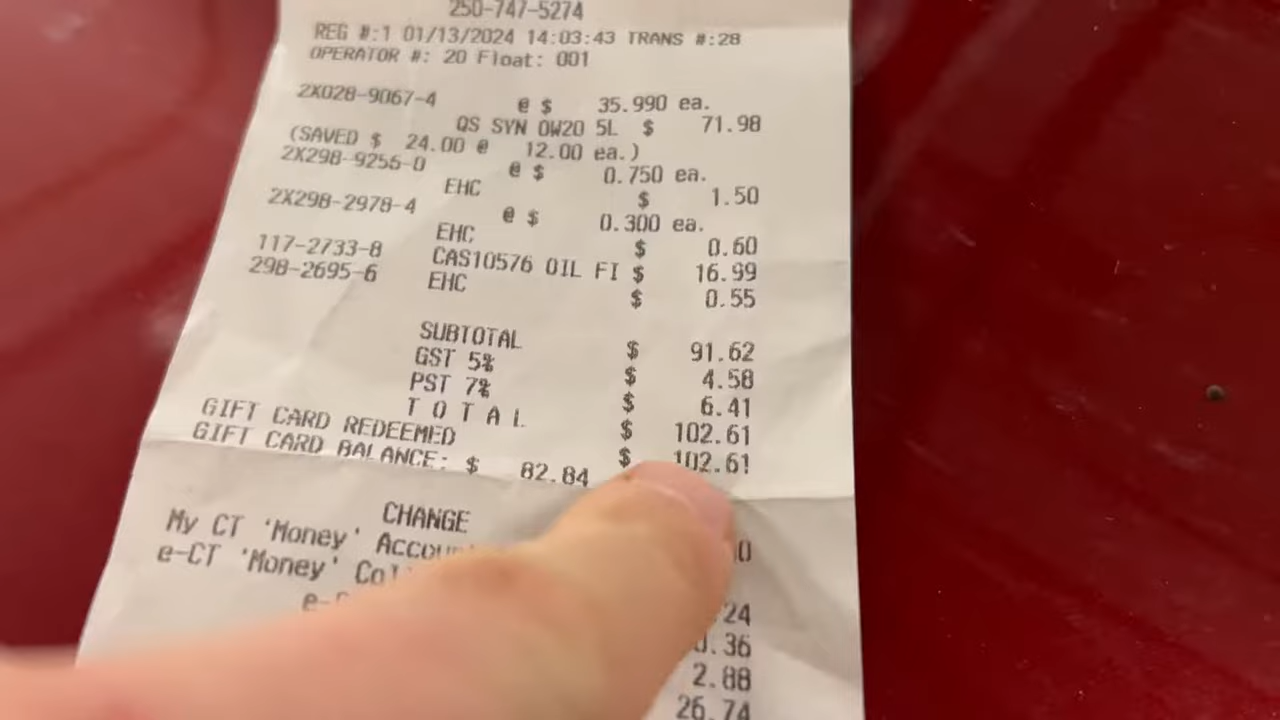 250-747-5274
REG #:1 01/13/2024 14:03:43 TRANS #:28
OPERATOR #: 20 Float: 001
2X028-9067-4 @ $ 35.990 ea.
QS SYN 0W20 5L $ 71.98
(SAVED $ 24.00 @ 12.00 ea.)
2X298-9256-0 @ $ 0.750 ea.
EHC $ 1.50
2X298-2978-4 @ $ 0.300 ea.
EHC $ 0.60
117-2733-8 CAS10576 OIL FI $ 16.99
298-2695-6 EHC $ 0.55
SUBTOTAL $ 91.62
GST 5% $ 4.58
PST 7% $ 6.41
T O T A L $ 102.61
GIFT CARD REDEEMED $ 102.61
GIFT CARD BALANCE: $ 82.84
CHANGE
My CT 'Money'
e-CT 'Money'
2.88
26.74